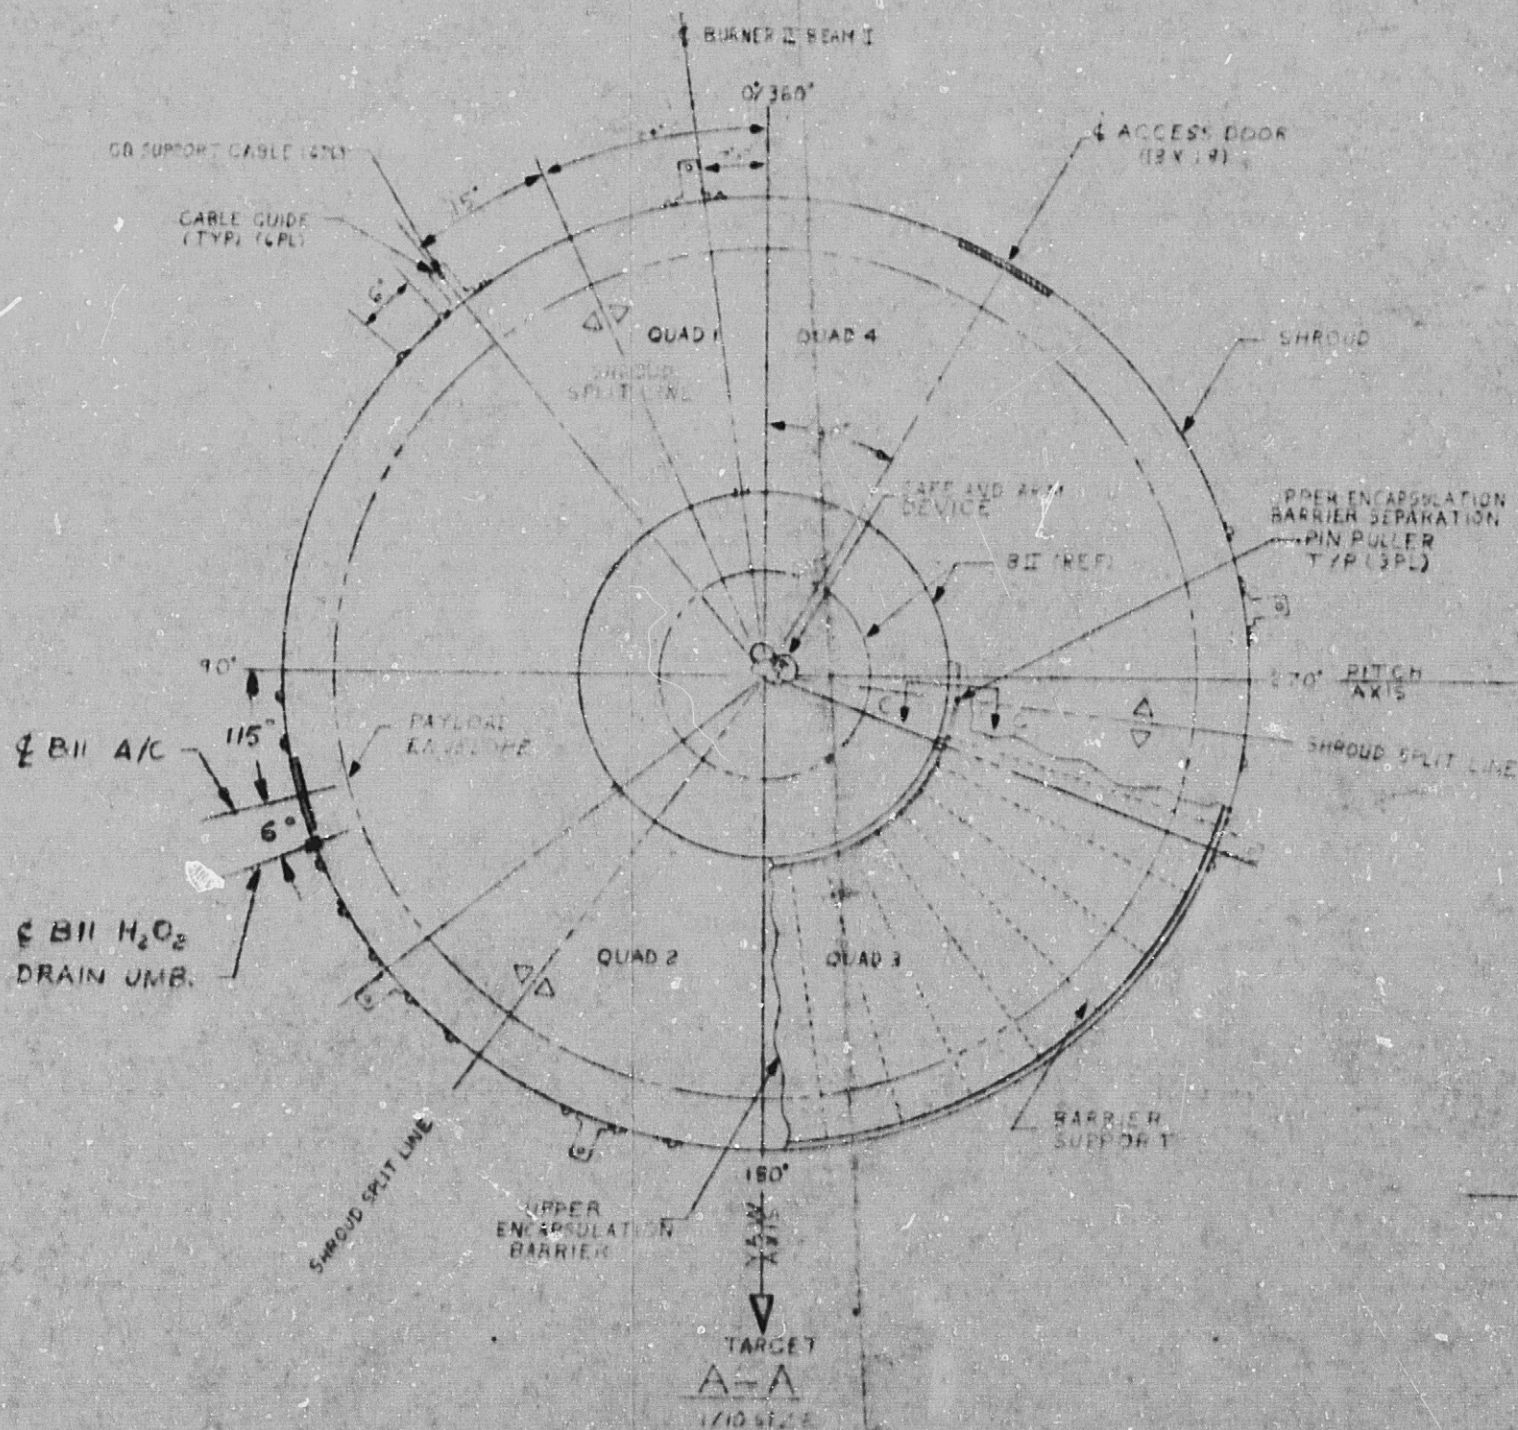 ℄ BURNER II BEAM I
0°/360°
℄ ACCESS DOOR
SUPPORT CABLE
15°
CABLE GUIDE
(TYP) (6PL)
6°
QUAD 1
QUAD 4
SHROUD
SHROUD
SPLIT LINE
SAFE AND ARM
DEVICE
UPPER ENCAPSULATION
BARRIER SEPARATION
PIN PULLER
TYP (3PL)
BII (REF)
90°
270°
PITCH
AXIS
C
C
115°
PAYLOAD
ENVELOPE
SHROUD SPLIT LINE
℄ BII A/C
6°
℄ BII H₂O₂
DRAIN UMB.
QUAD 2
QUAD 3
BARRIER
SUPPORT
SHROUD SPLIT LINE
180°
UPPER
ENCAPSULATION
BARRIER
YAW
AXIS
TARGET
A-A
1/10 SIZE